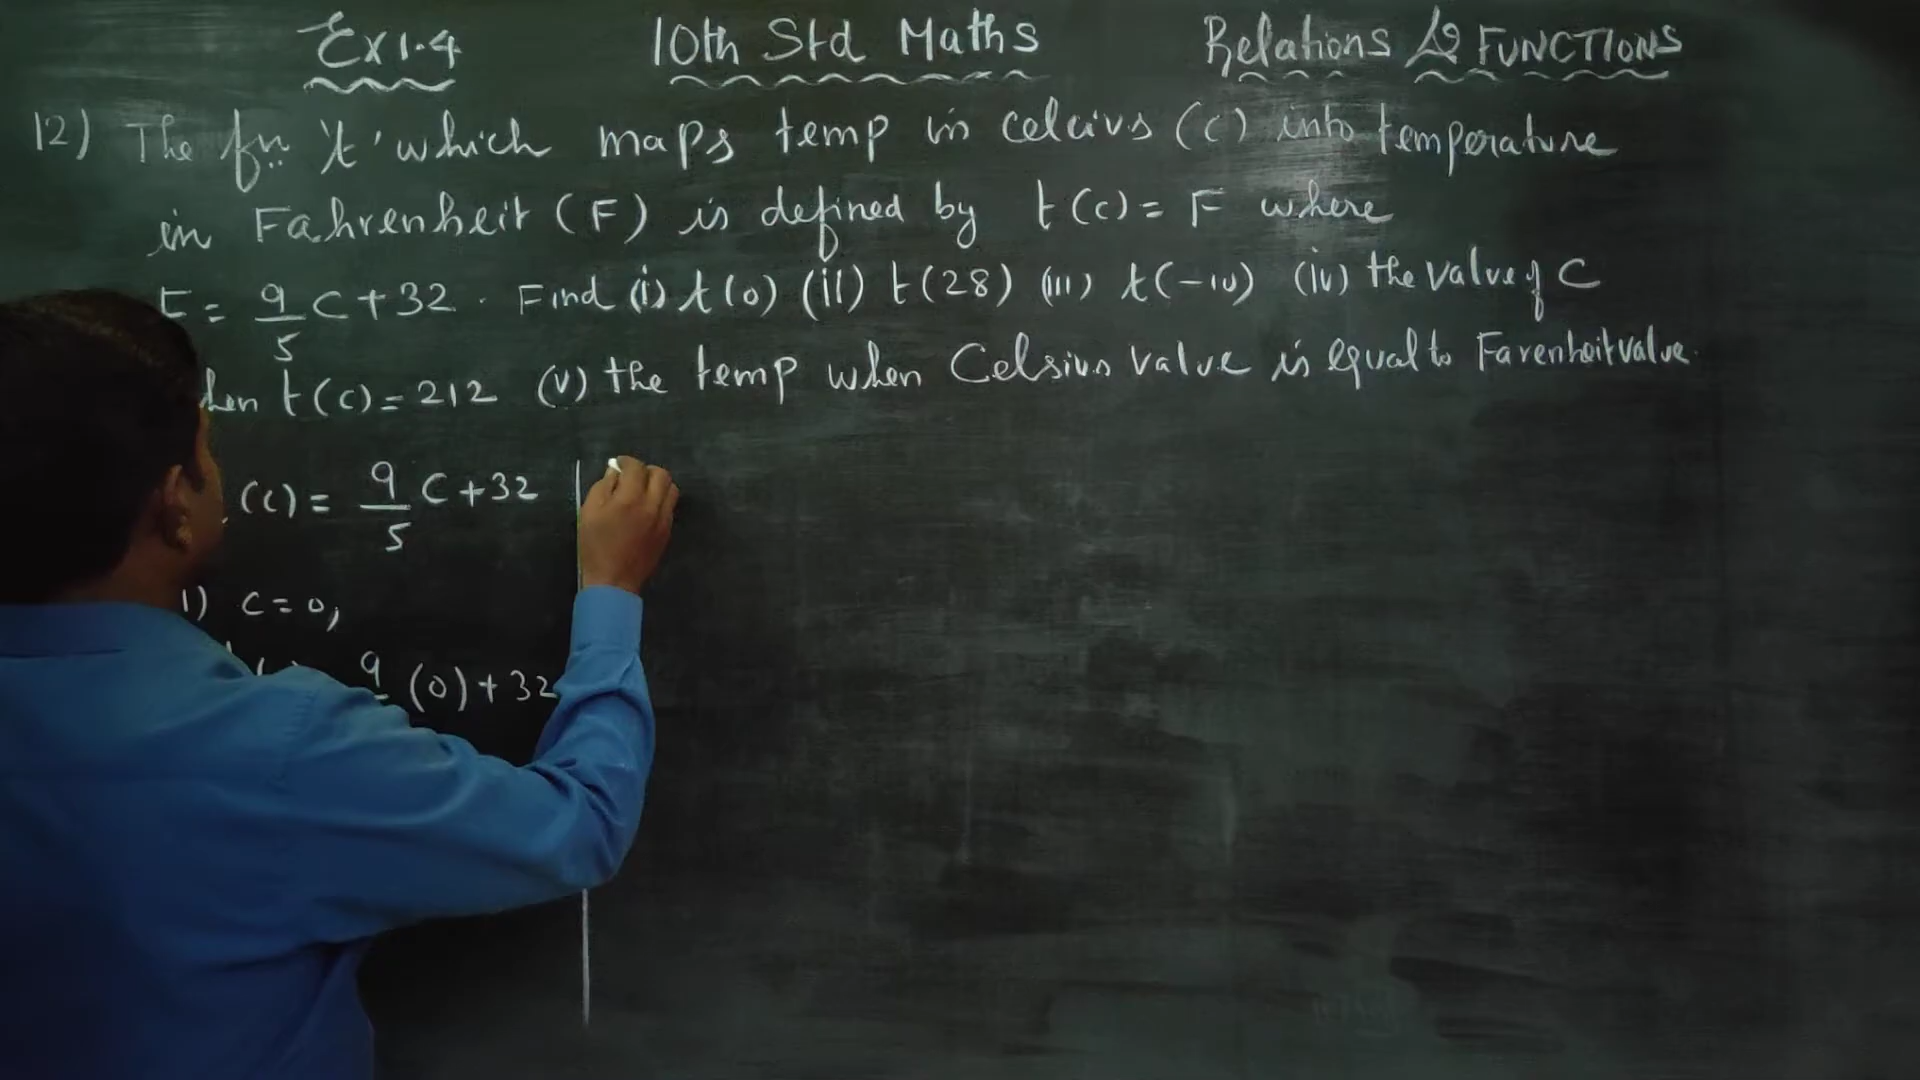 Ex 1.4 10th Std Maths Relations & FUNCTIONS
12) The fn 't' which maps temp in celcius (C) into temperature
in Fahrenheit (F) is defined by t(c) = F where
F = 9/5 C + 32. Find (i) t(0) (ii) t(28) (iii) t(-10) (iv) the value of C
hen t(c) = 212 (v) the temp when Celsius value is equal to Farenheit value.
(c) = 9/5 C + 32
1) C = 0,
9 (0) + 32